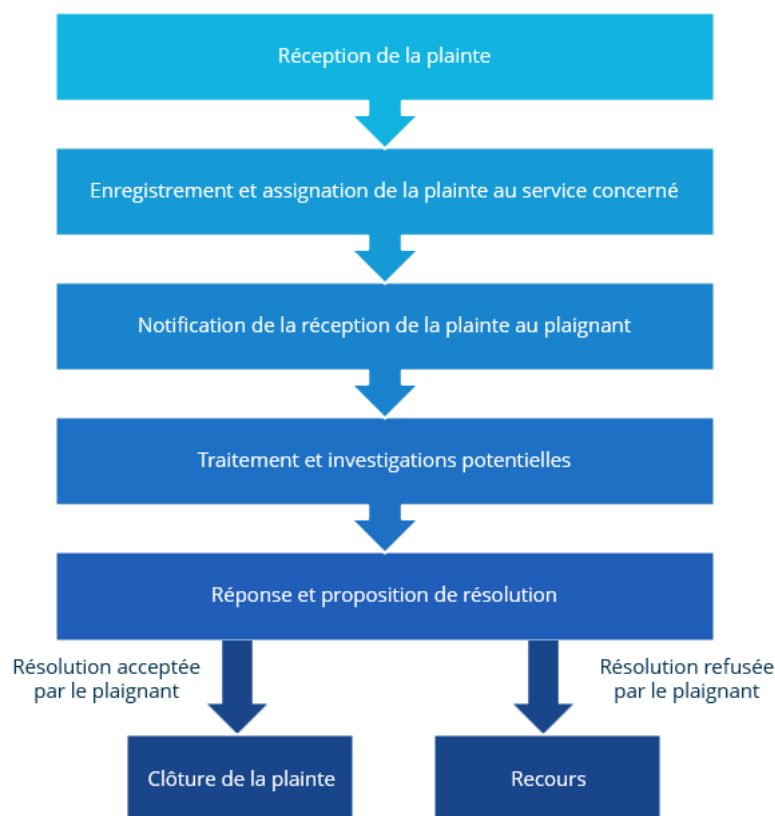 Réception de la plainte
Enregistrement et assignation de la plainte au service concerné
Notification de la réception de la plainte au plaignant
Traitement et investigations potentielles
Réponse et proposition de résolution
Résolution acceptée
par le plaignant
Résolution refusée
par le plaignant
Clôture de la plainte
Recours